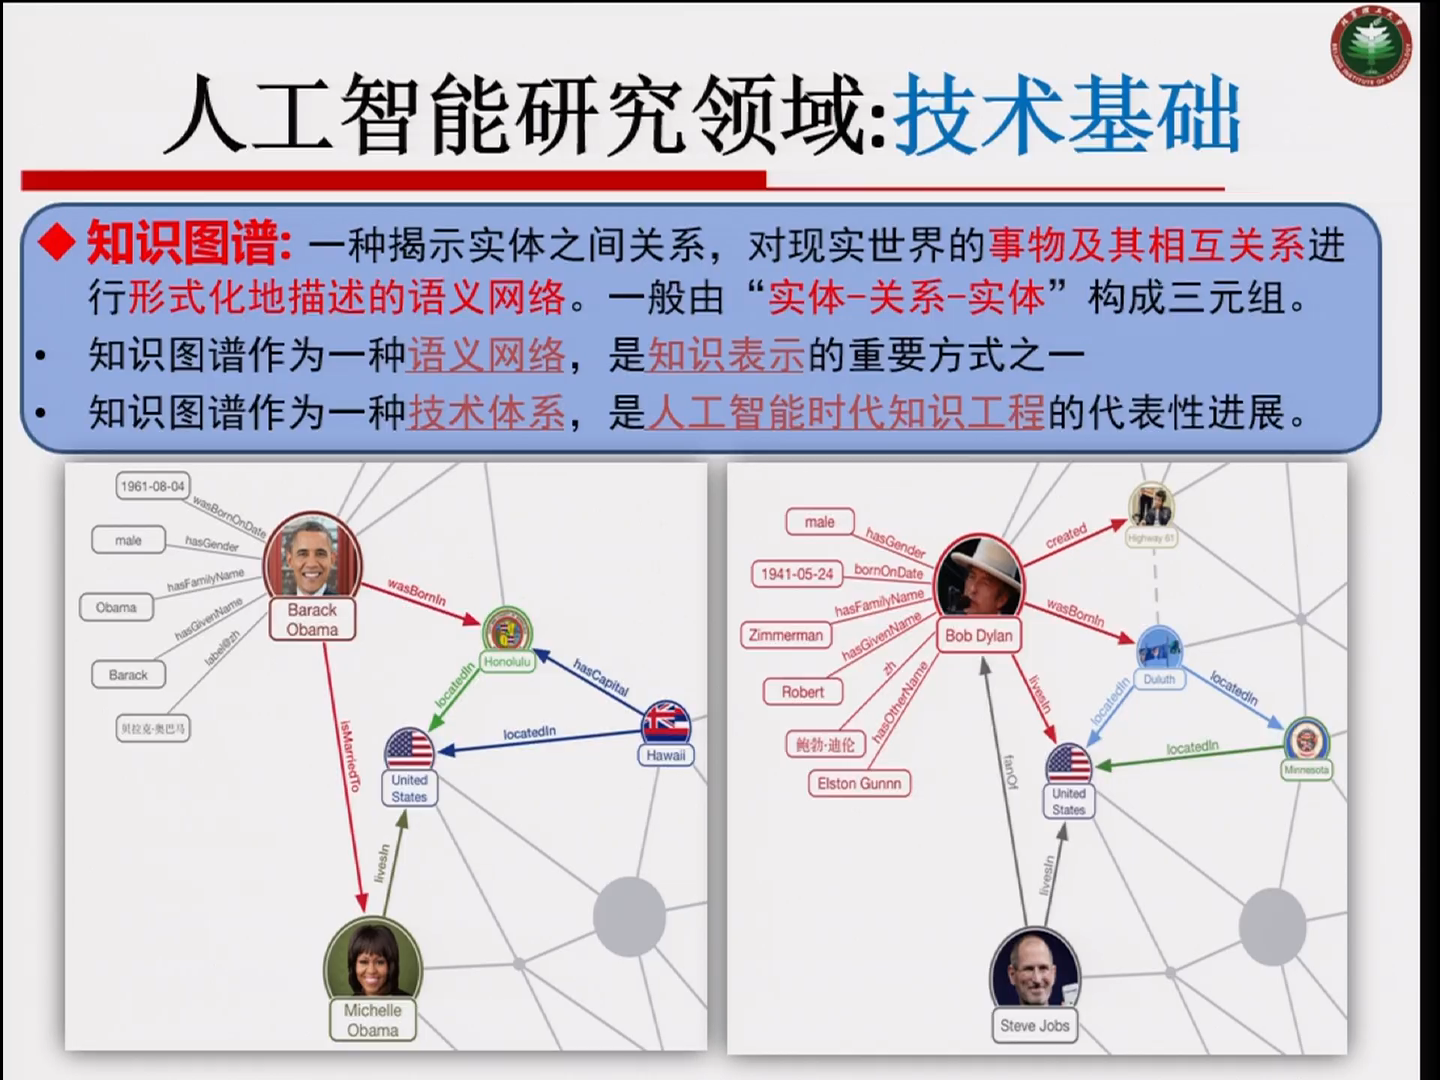 人工智能研究领域:技术基础
◆ 知识图谱: 一种揭示实体之间关系，对现实世界的事物及其相互关系进
行形式化地描述的语义网络。一般由“实体-关系-实体”构成三元组。
• 知识图谱作为一种语义网络，是知识表示的重要方式之一
• 知识图谱作为一种技术体系，是人工智能时代知识工程的代表性进展。
1961-08-04
wasBornOnDate
male
hasGender
hasFamilyName
Obama
hasGivenName
Barack
label@zh
贝拉克·奥巴马
Barack
Obama
wasBornIn
Honolulu
hasCapital
locatedIn
locatedIn
Hawaii
United
States
isMarriedTo
livesIn
Michelle
Obama
male
hasGender
1941-05-24
bornOnDate
hasFamilyName
Zimmerman
hasGivenName
Robert
zh
鲍勃·迪伦
hasOtherName
Elston Gunnn
Bob Dylan
created
Highway 61
wasBornIn
Duluth
livesIn
locatedIn
locatedIn
locatedIn
Minnesota
United
States
fanOf
livesIn
Steve Jobs